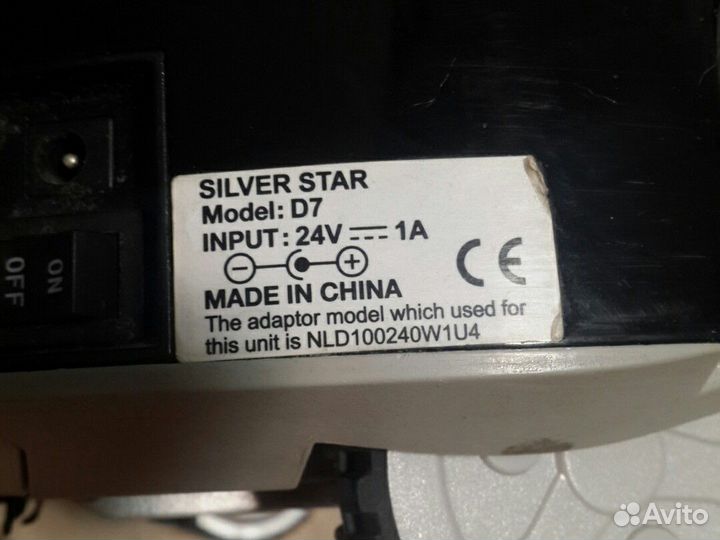 SILVER STAR
Model: D7
INPUT: 24V 1A
MADE IN CHINA
The adaptor model which used for
this unit is NLD100240W1U4
CE
ON
OFF
Avito